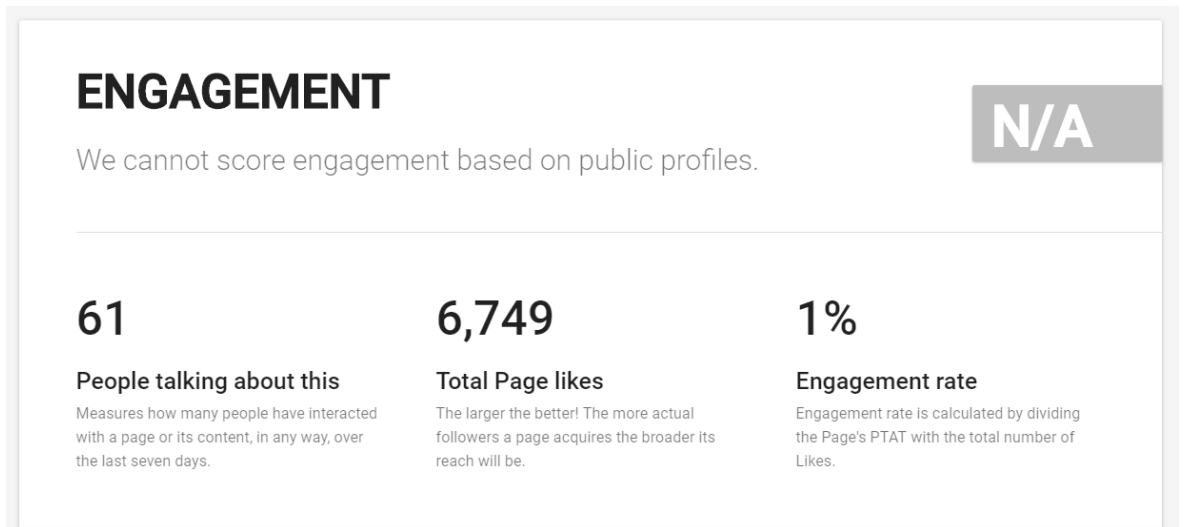 ENGAGEMENT
N/A
We cannot score engagement based on public profiles.
61
People talking about this
Measures how many people have interacted
with a page or its content, in any way, over
the last seven days.
6,749
Total Page likes
The larger the better! The more actual
followers a page acquires the broader its
reach will be.
1%
Engagement rate
Engagement rate is calculated by dividing
the Page's PTAT with the total number of
Likes.